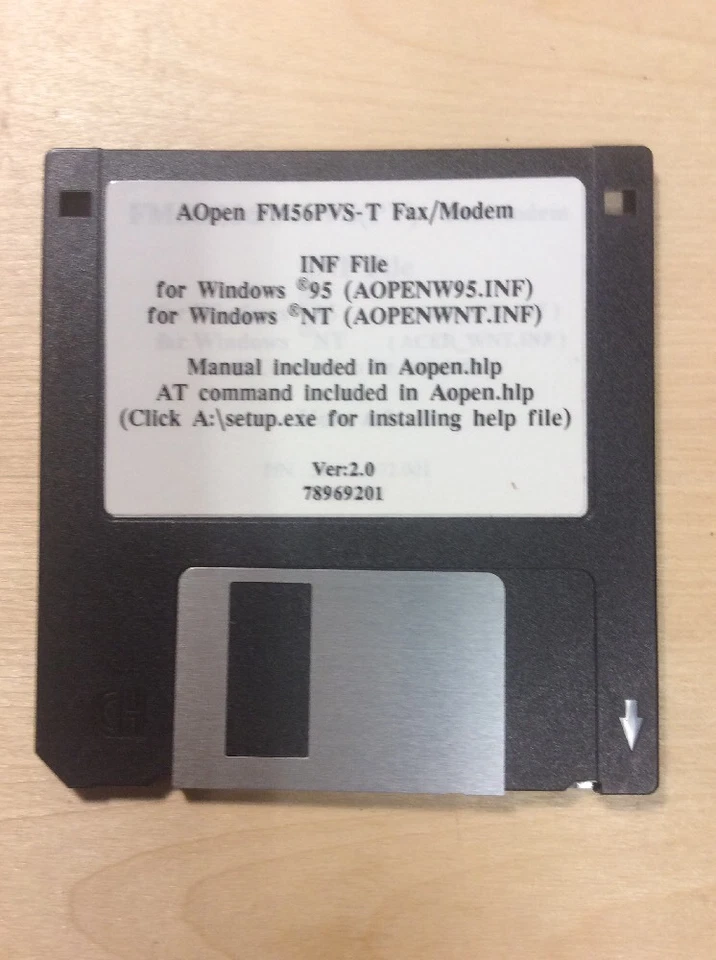 AOpen FM56PVS-T Fax/Modem
INF File
for Windows ®95 (AOPENW95.INF)
for Windows ®NT (AOPENWNT.INF)
Manual included in Aopen.hlp
AT command included in Aopen.hlp
(Click A:\setup.exe for installing help file)
Ver:2.0
78969201
HD